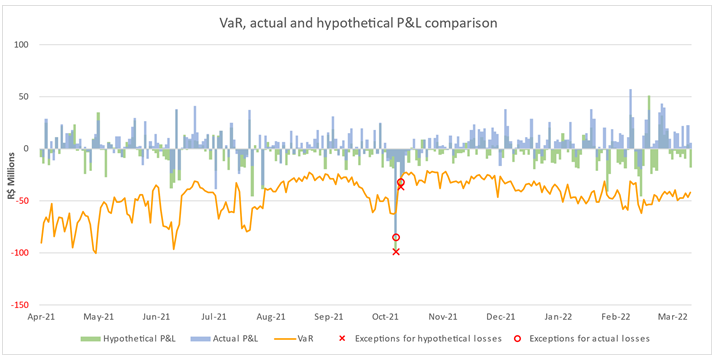 VaR, actual and hypothetical P&L comparison
100
50
0
-50
-100
-150
R$ Millions
Apr-21 May-21 Jun-21 Jul-21 Aug-21 Sep-21 Oct-21 Nov-21 Dec-21 Jan-22 Feb-22 Mar-22
Hypothetical P&L Actual P&L VaR Exceptions for hypothetical losses Exceptions for actual losses